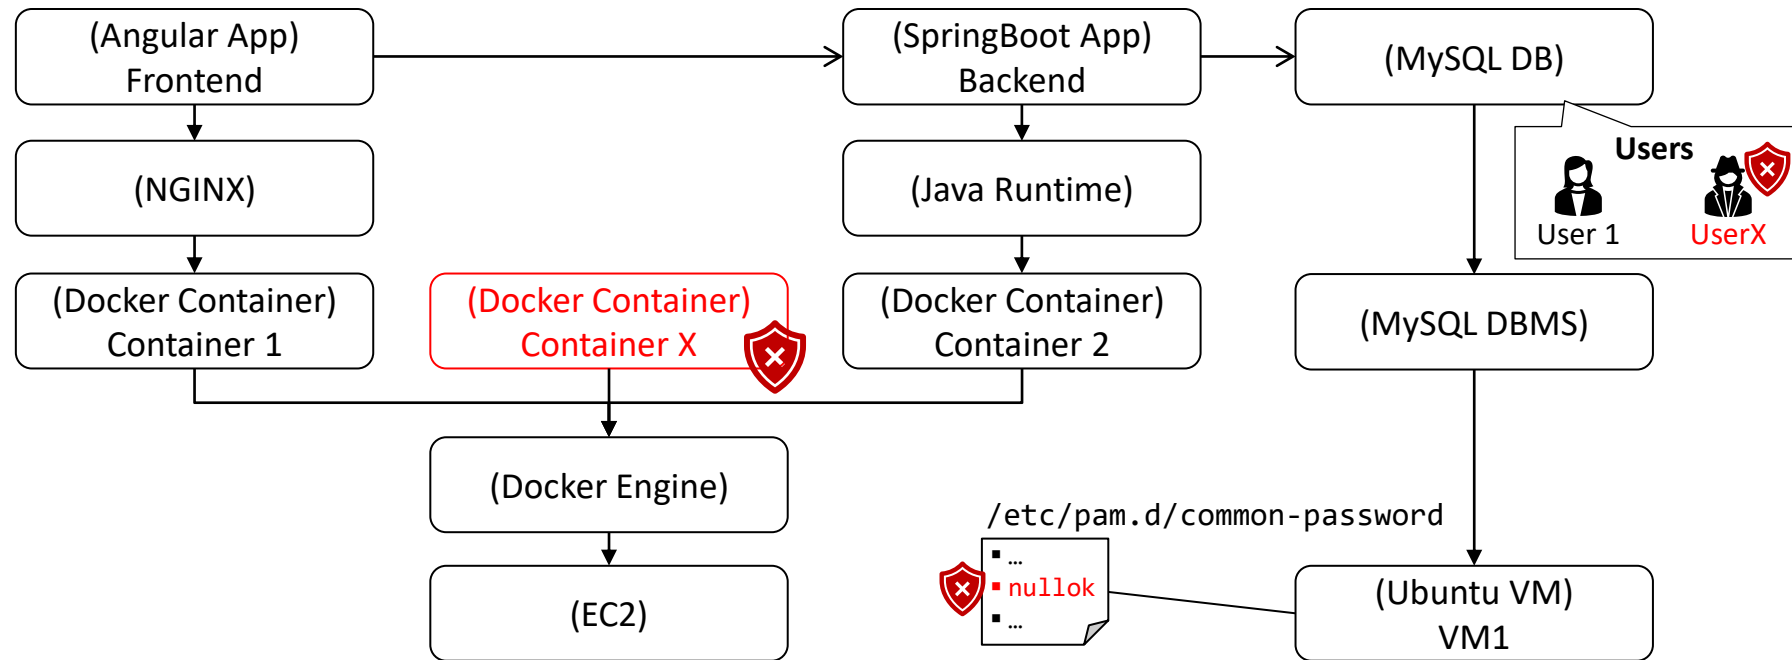 (Angular App)
Frontend
(SpringBoot App)
Backend
(MySQL DB)
Users
User 1
UserX
(NGINX)
(Java Runtime)
(Docker Container)
Container 1
(Docker Container)
Container X
(Docker Container)
Container 2
(MySQL DBMS)
(Docker Engine)
/etc/pam.d/common-password
...
nullok
...
(EC2)
(Ubuntu VM)
VM1